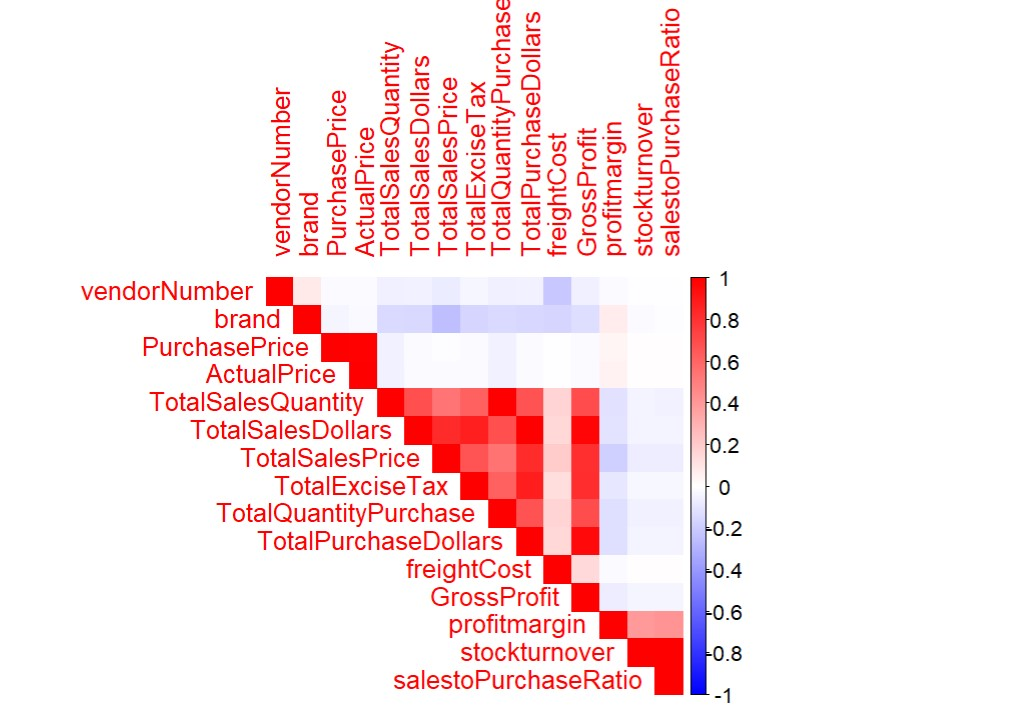 vendorNumber
brand
PurchasePrice
ActualPrice
TotalSalesQuantity
TotalSalesDollars
TotalSalesPrice
TotalExciseTax
TotalQuantityPurchase
TotalPurchaseDollars
freightCost
GrossProfit
profitmargin
stockturnover
salestoPurchaseRatio
vendorNumber
brand
PurchasePrice
ActualPrice
TotalSalesQuantity
TotalSalesDollars
TotalSalesPrice
TotalExciseTax
TotalQuantityPurchase
TotalPurchaseDollars
freightCost
GrossProfit
profitmargin
stockturnover
salestoPurchaseRatio
1
0.8
0.6
0.4
0.2
0
-0.2
-0.4
-0.6
-0.8
-1